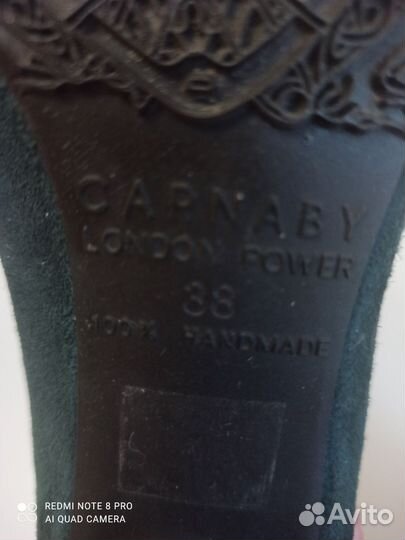 CARNABY
LONDON POWER
38
100% HANDMADE
REDMI NOTE 8 PRO
AI QUAD CAMERA
Avito